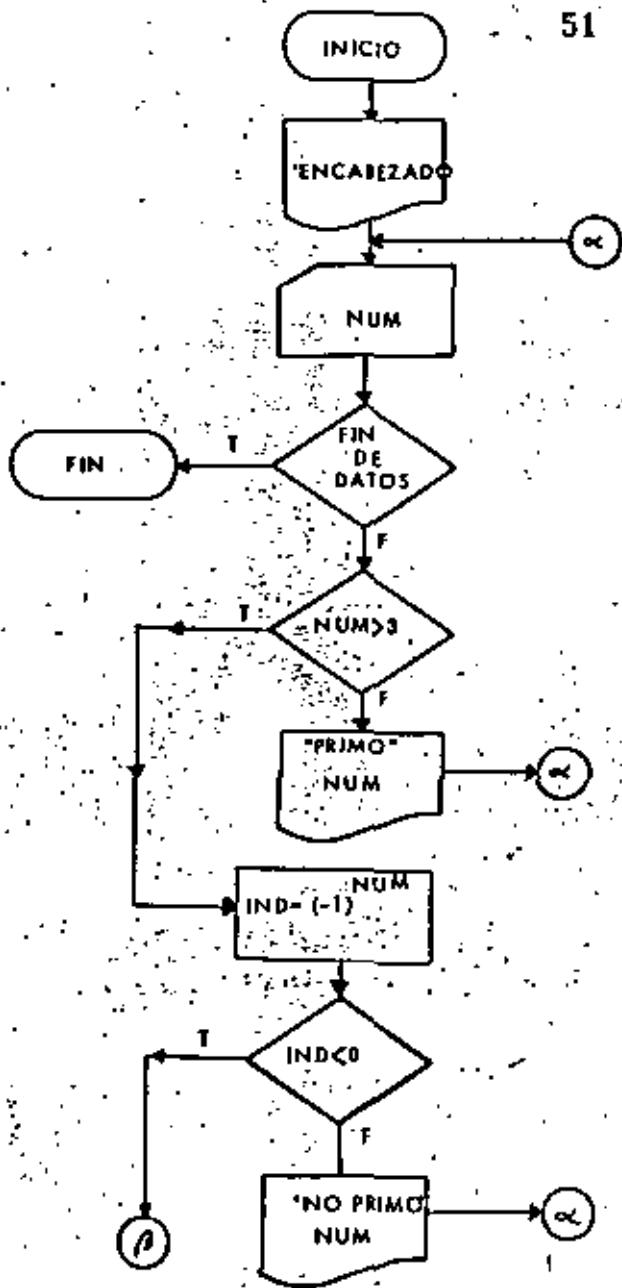 51
INICIO
"ENCABEZADO
α
NUM
FIN
DE
DATOS
T
FIN
F
NUM>3
T
F
"PRIMO"
NUM
α
NUM
IND= (-1)
IND<0
T
F
"NO PRIMO
NUM
α
β